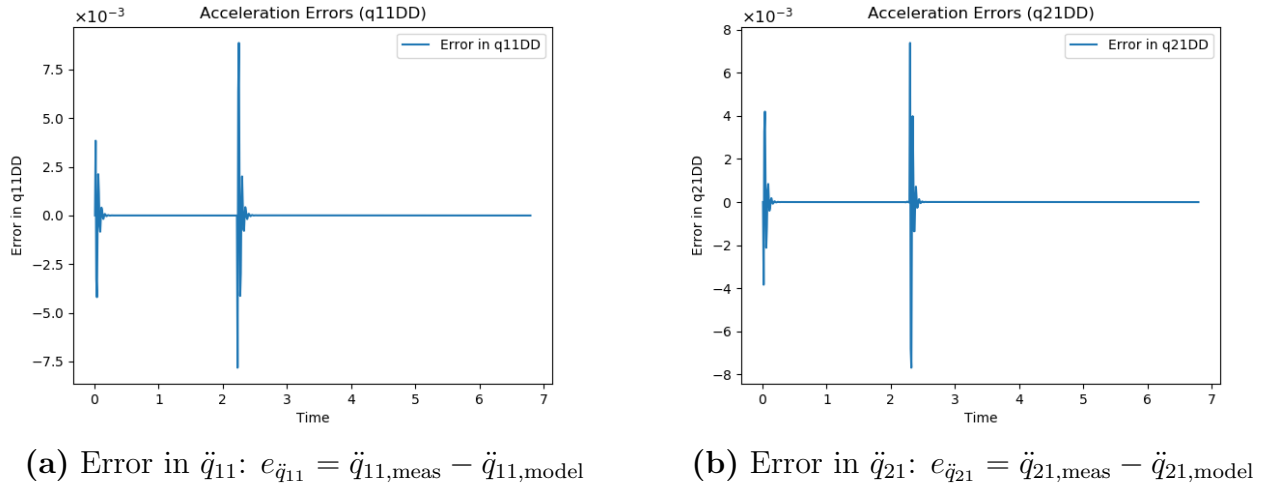 Acceleration Errors (q11DD)
×10−3
Error in q11DD
7.5
5.0
2.5
0.0
−2.5
−5.0
−7.5
Error in q11DD
0 1 2 3 4 5 6 7
Time
(a) Error in q̈11: eq̈11 = q̈11,meas − q̈11,model
Acceleration Errors (q21DD)
×10−3
Error in q21DD
8
6
4
2
0
−2
−4
−6
−8
Error in q21DD
0 1 2 3 4 5 6 7
Time
(b) Error in q̈21: eq̈21 = q̈21,meas − q̈21,model